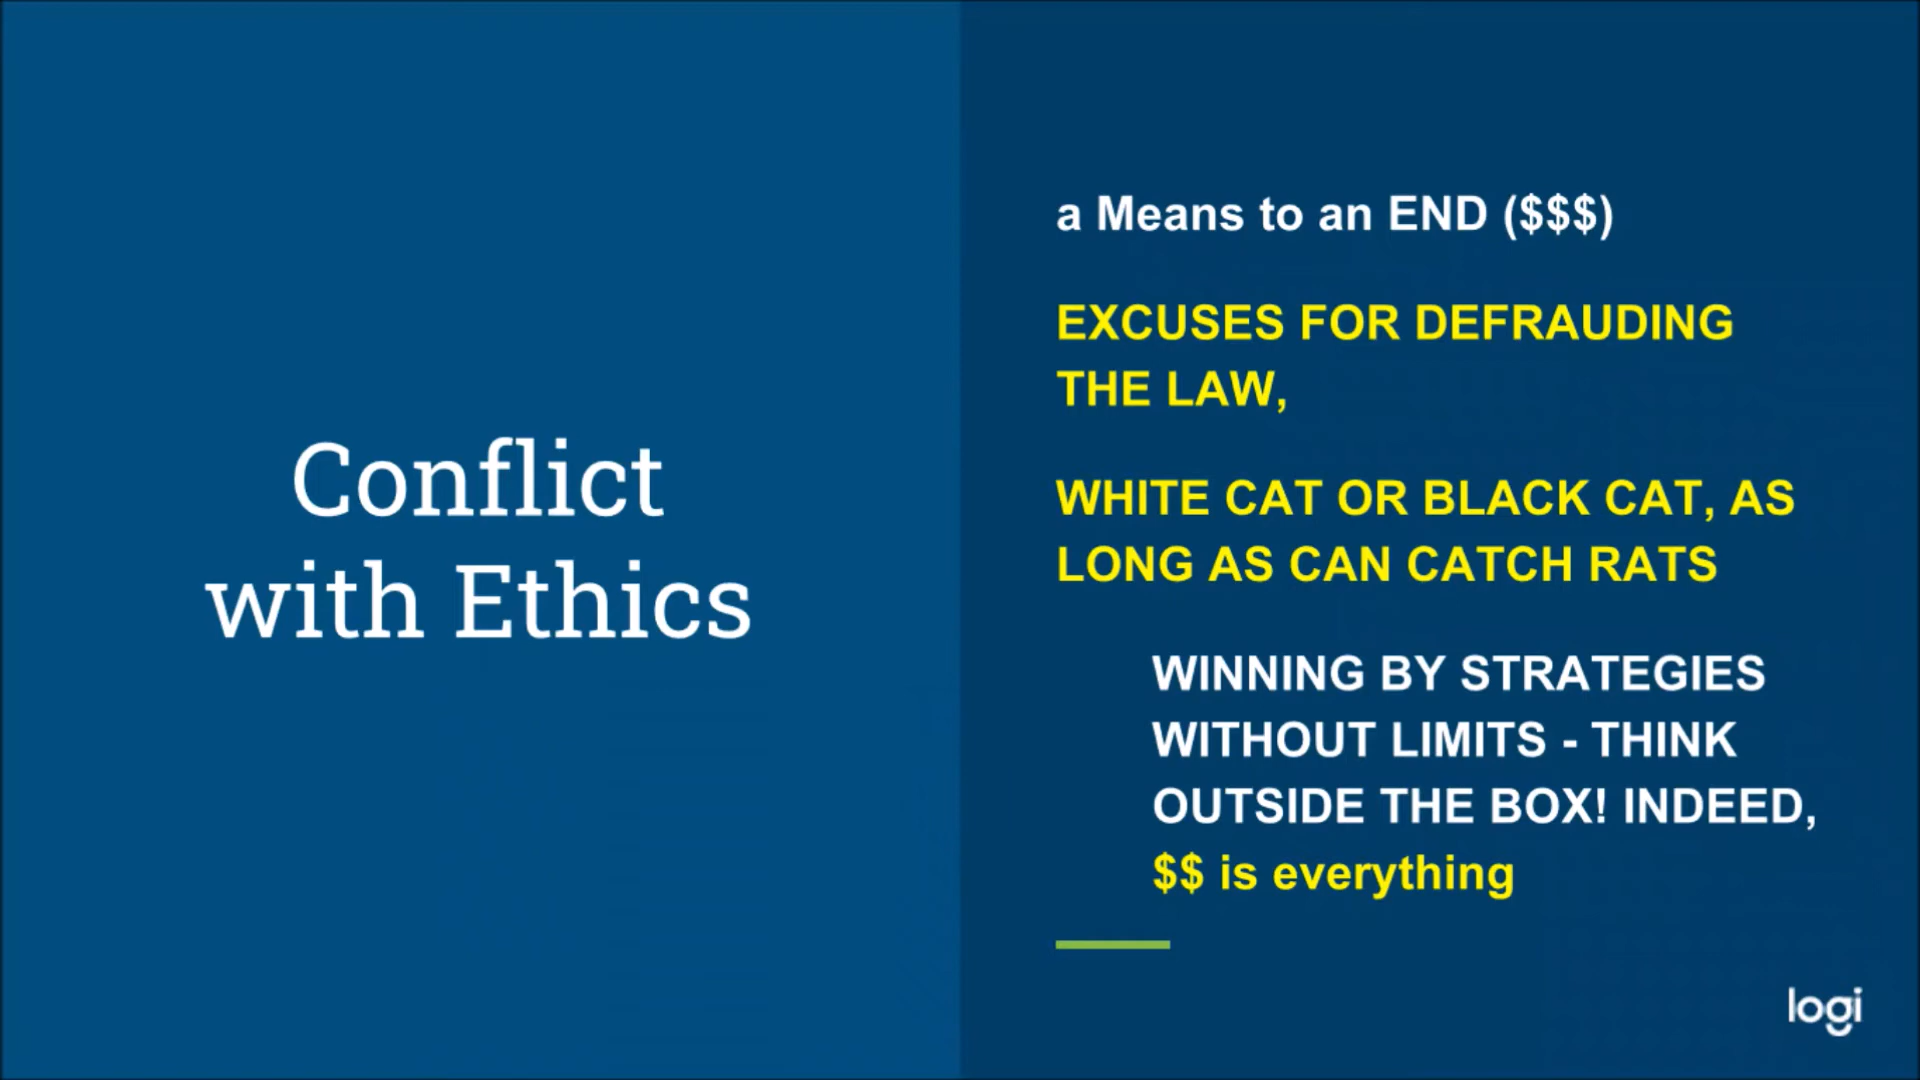 Conflict
with Ethics
a Means to an END ($$$)
EXCUSES FOR DEFRAUDING
THE LAW,
WHITE CAT OR BLACK CAT, AS
LONG AS CAN CATCH RATS
WINNING BY STRATEGIES
WITHOUT LIMITS - THINK
OUTSIDE THE BOX! INDEED,
$$ is everything
logi